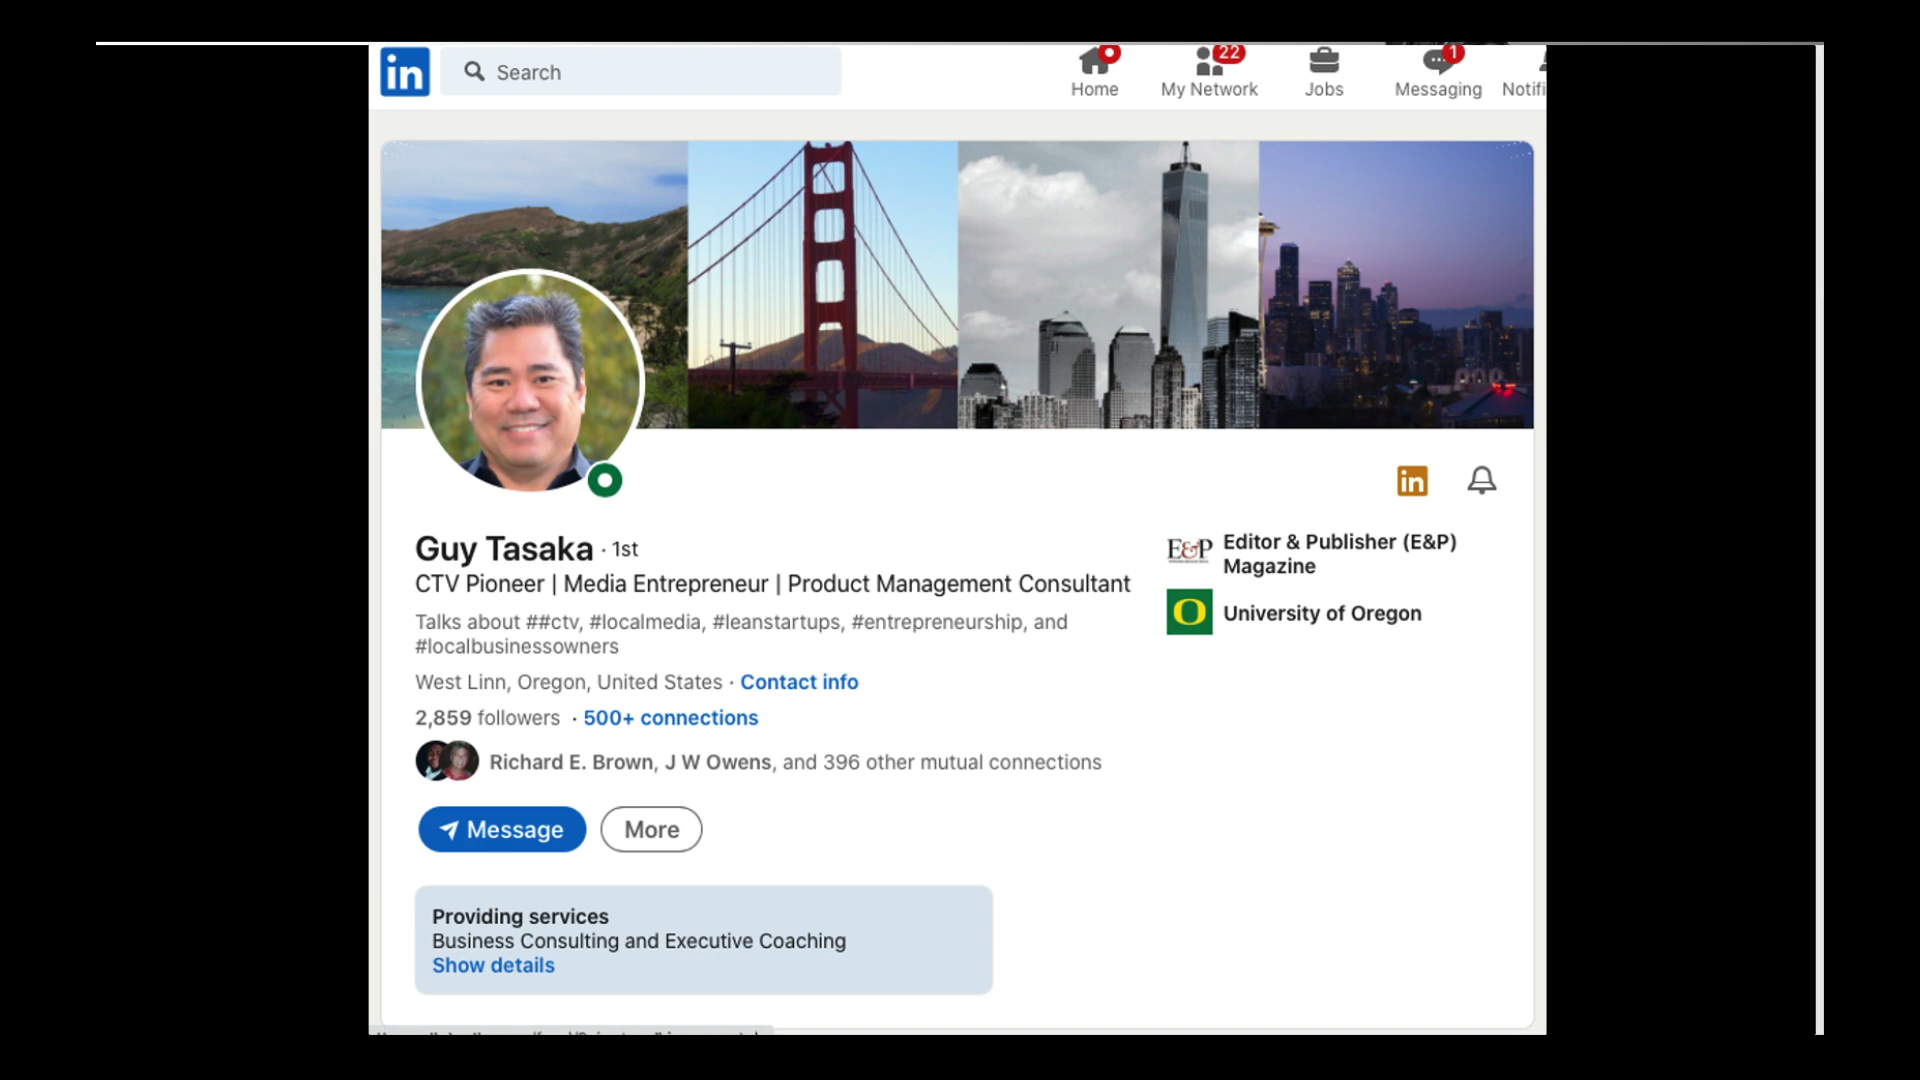 in
Search
22
1
Home
My Network
Jobs
Messaging
Notifi
in
Guy Tasaka · 1st
CTV Pioneer | Media Entrepreneur | Product Management Consultant
Talks about ##ctv, #localmedia, #leanstartups, #entrepreneurship, and
#localbusinessowners
West Linn, Oregon, United States · Contact info
2,859 followers · 500+ connections
Richard E. Brown, J W Owens, and 396 other mutual connections
E&P
Editor & Publisher (E&P)
Magazine
O
University of Oregon
Message
More
Providing services
Business Consulting and Executive Coaching
Show details